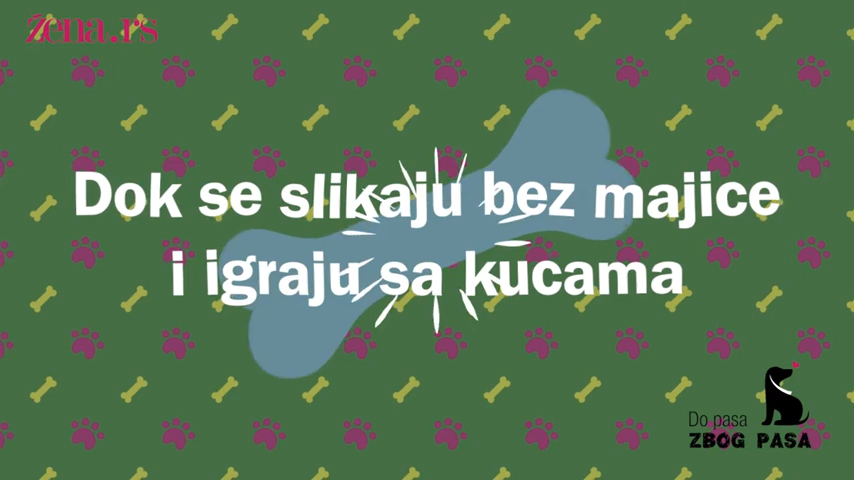 žena.rs
Dok se slikaju bez majice
i igraju sa kucama
Do pasa
ZBOG PASA